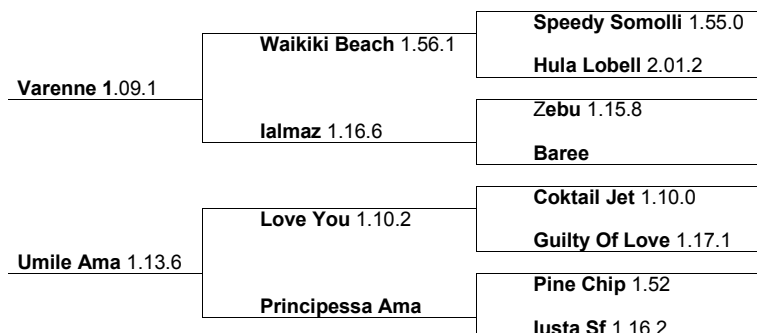 Speedy Somolli 1.55.0
Waikiki Beach 1.56.1
Hula Lobell 2.01.2
Varenne 1.09.1
Zebu 1.15.8
Ialmaz 1.16.6
Baree
Coktail Jet 1.10.0
Love You 1.10.2
Guilty Of Love 1.17.1
Umile Ama 1.13.6
Pine Chip 1.52
Principessa Ama
Iusta Sf 1.16.2